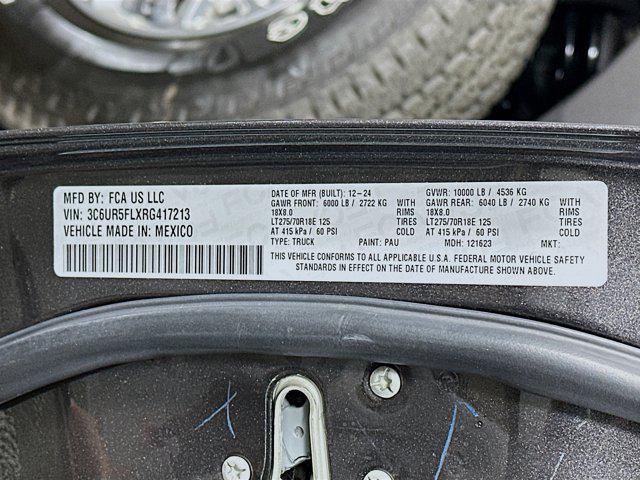 MFD BY: FCA US LLC
VIN: 3C6UR5FLXRG417213
VEHICLE MADE IN: MEXICO
DATE OF MFR (BUILT): 12-24
GAWR FRONT: 6000 LB / 2722 KG WITH
18X8.0 RIMS
LT275/70R18E 125 TIRES
AT 415 kPa / 60 PSI COLD
TYPE: TRUCK PAINT: PAU
GVWR: 10000 LB / 4536 KG
GAWR REAR: 6040 LB / 2740 KG WITH
18X8.0 RIMS
LT275/70R18E 125 TIRES
AT 415 kPa / 60 PSI COLD
MDH: 121623 MKT:
THIS VEHICLE CONFORMS TO ALL APPLICABLE U.S.A. FEDERAL MOTOR VEHICLE SAFETY
STANDARDS IN EFFECT ON THE DATE OF MANUFACTURE SHOWN ABOVE.